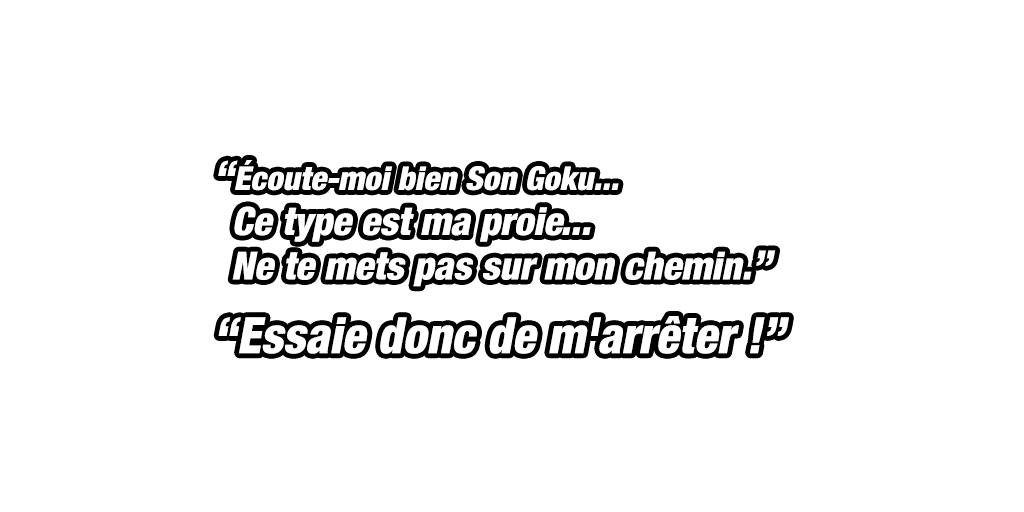 “Écoute-moi bien Son Goku...
Ce type est ma proie...
Ne te mets pas sur mon chemin.”
“Essaie donc de m'arrêter !”